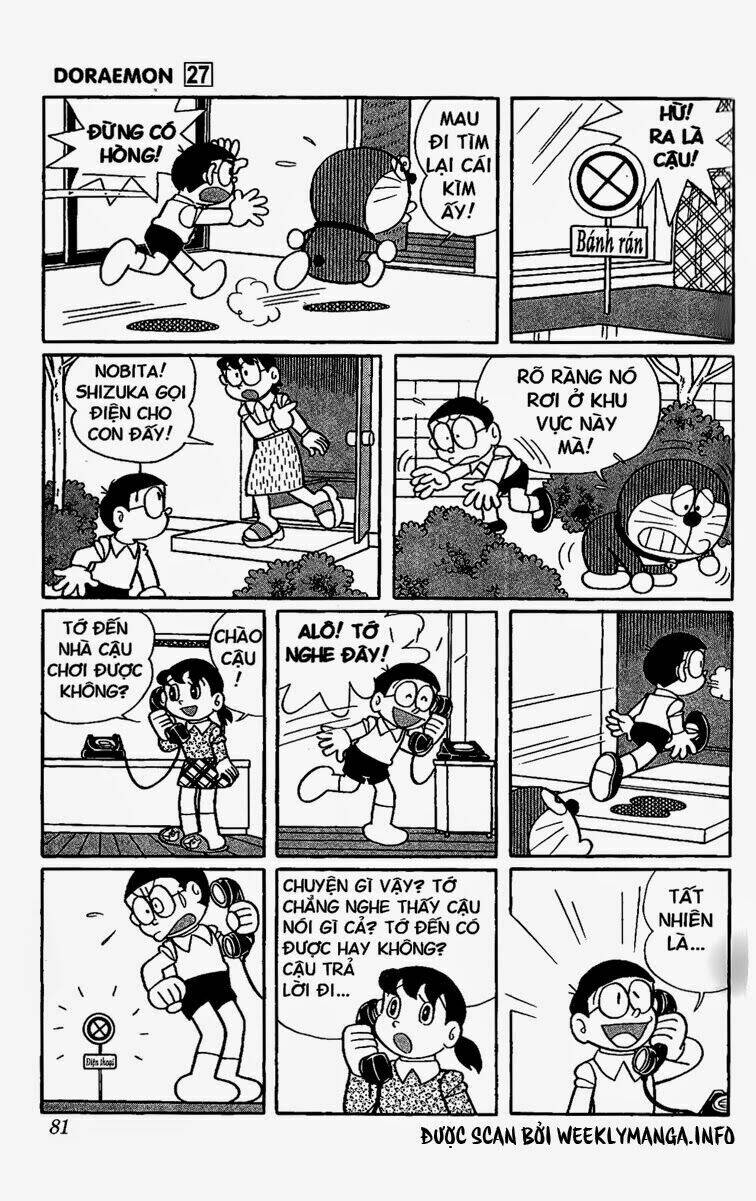 DORAEMON 27
HỪ!
RA LÀ
CẬU!
Bánh rán
MAU
ĐI TÌM
LẠI CÁI
KÌM
ẤY!
ĐỪNG CÓ
HÒNG!
RÕ RÀNG NÓ
RƠI Ở KHU
VỰC NÀY
MÀ!
NOBITA!
SHIZUKA GỌI
ĐIỆN CHO
CON ĐẤY!
ALÔ! TỚ
NGHE ĐÂY!
CHÀO
CẬU
!
TỚ ĐẾN
NHÀ CẬU
CHƠI ĐƯỢC
KHÔNG?
TẤT
NHIÊN
LÀ...
CHUYỆN GÌ VẬY? TỚ
CHẲNG NGHE THẤY CẬU
NÓI GÌ CẢ? TỚ ĐẾN CÓ
ĐƯỢC HAY KHÔNG?
CẬU TRẢ
LỜI ĐI...
Điện thoại
81
ĐƯỢC SCAN BỞI WEEKLYMANGA.INFO